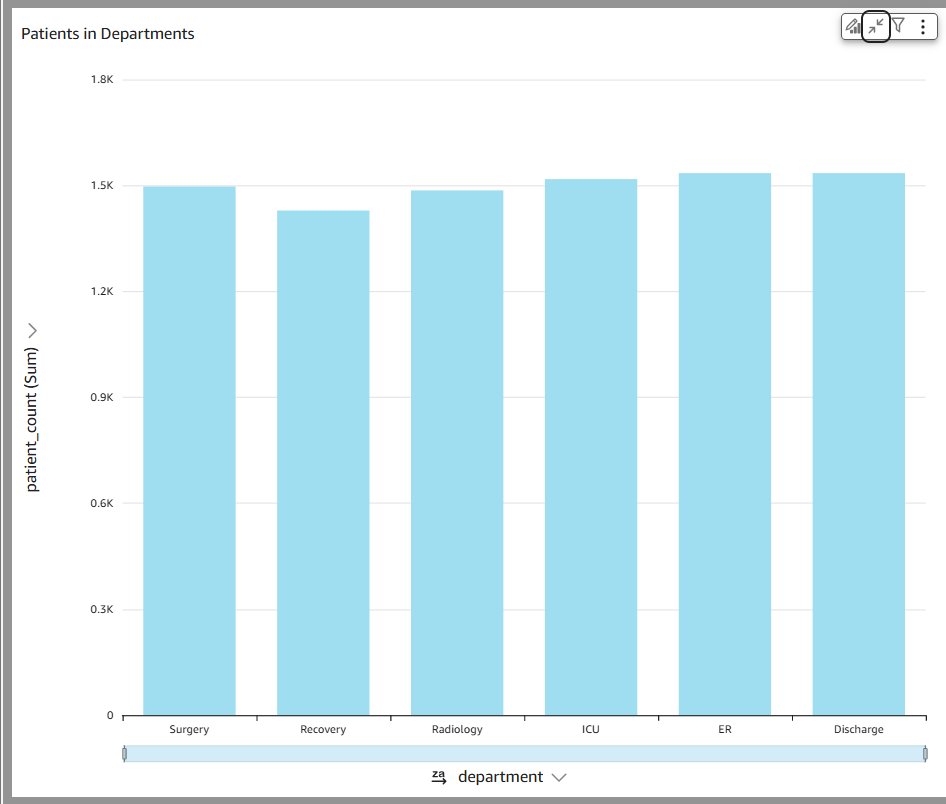 Patients in Departments
1.8K
1.5K
1.2K
0.9K
0.6K
0.3K
0
patient_count (Sum)
Surgery Recovery Radiology ICU ER Discharge
za department